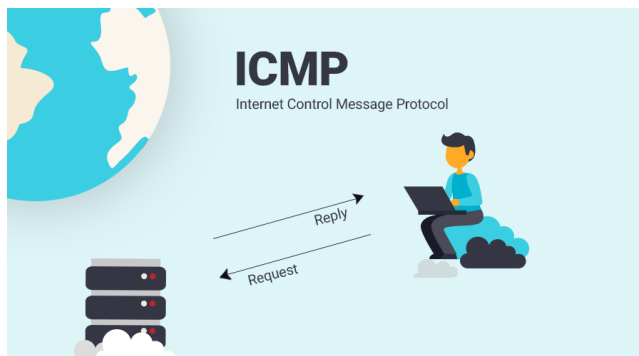 ICMP
Internet Control Message Protocol
Reply
Request